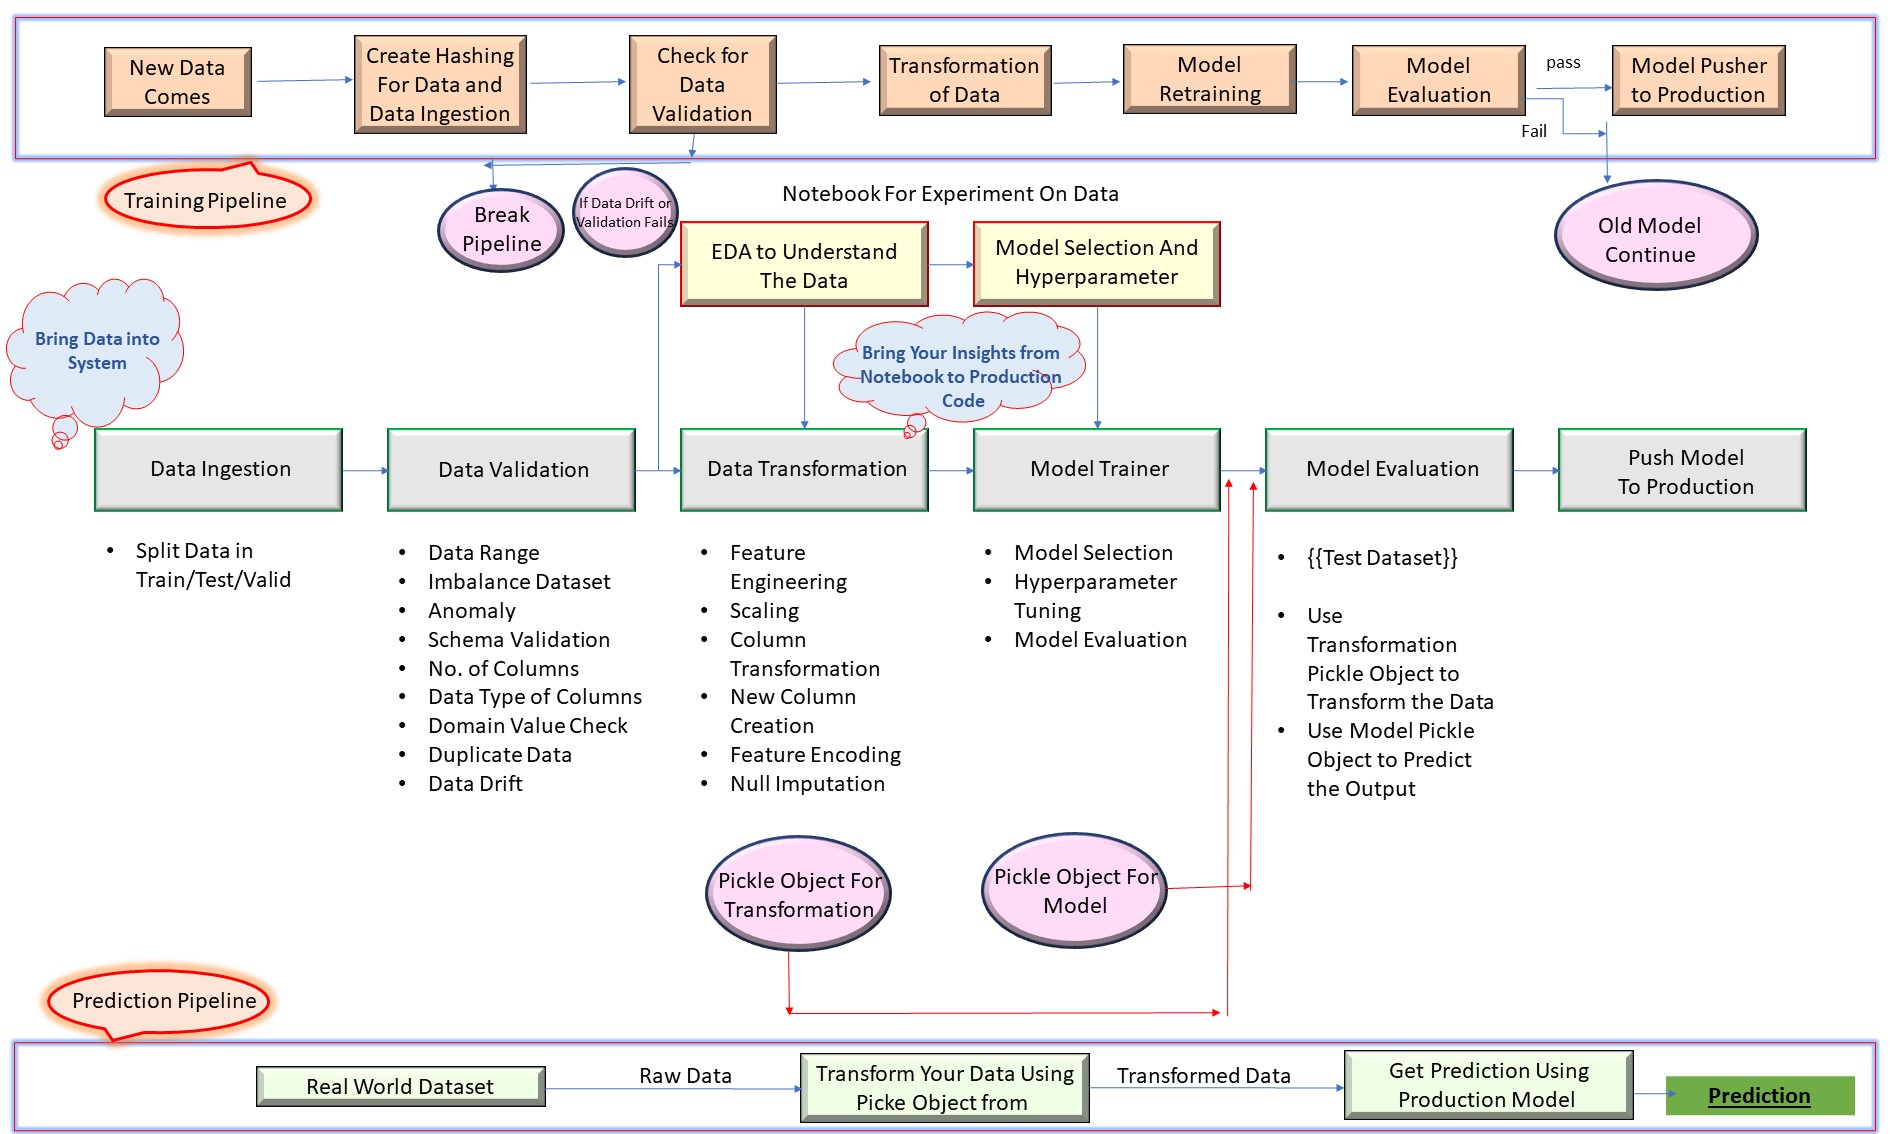 New Data
Comes
Create Hashing
For Data and
Data Ingestion
Check for
Data
Validation
Transformation
of Data
Model
Retraining
Model
Evaluation
pass
Fail
Model Pusher
to Production
Training Pipeline
Break
Pipeline
If Data Drift or
Validation Fails
Notebook For Experiment On Data
Old Model
Continue
EDA to Understand
The Data
Model Selection And
Hyperparameter
Bring Data into
System
Bring Your Insights from
Notebook to Production
Code
Data Ingestion
Data Validation
Data Transformation
Model Trainer
Model Evaluation
Push Model
To Production
• Split Data in
Train/Test/Valid
• Data Range
• Imbalance Dataset
• Anomaly
• Schema Validation
• No. of Columns
• Data Type of Columns
• Domain Value Check
• Duplicate Data
• Data Drift
• Feature
Engineering
• Scaling
• Column
Transformation
• New Column
Creation
• Feature Encoding
• Null Imputation
• Model Selection
• Hyperparameter
Tuning
• Model Evaluation
• {{Test Dataset}}
• Use
Transformation
Pickle Object to
Transform the Data
• Use Model Pickle
Object to Predict
the Output
Pickle Object For
Transformation
Pickle Object For
Model
Prediction Pipeline
Real World Dataset
Raw Data
Transform Your Data Using
Picke Object from
Transformed Data
Get Prediction Using
Production Model
Prediction